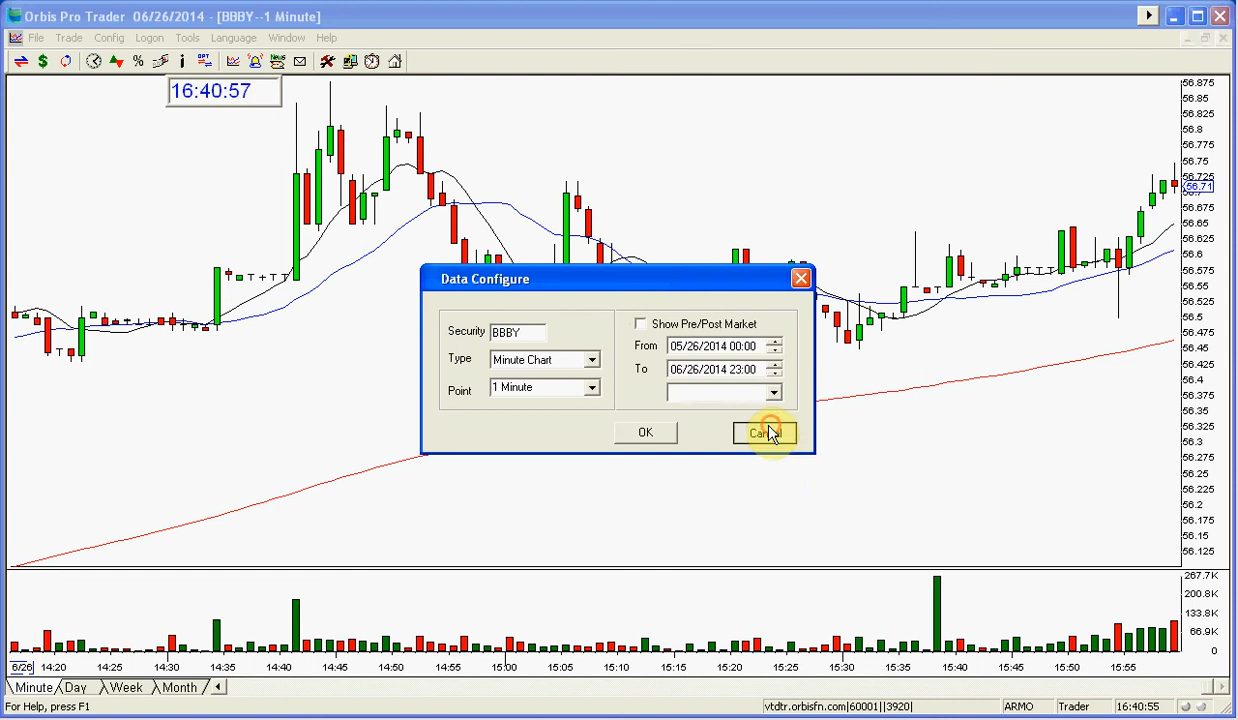 Orbis Pro Trader 06/26/2014 - [BBBY--1 Minute]
File Trade Config Logon Tools Language Window Help
16:40:57
56.875
56.85
56.825
56.8
56.775
56.75
56.725
56.71
56.675
56.65
56.625
56.6
56.575
56.55
56.525
56.5
56.475
56.45
56.425
56.4
56.375
56.35
56.325
56.3
56.275
56.25
56.225
56.2
56.175
56.15
56.125
Data Configure
Security BBBY
Type Minute Chart
Point 1 Minute
Show Pre/Post Market
From 05/26/2014 00:00
To 06/26/2014 23:00
OK
267.7K
200.8K
133.8K
66.9K
0
6/26 14:20 14:25 14:30 14:35 14:40 14:45 14:50 14:55 15:00 15:05 15:10 15:15 15:20 15:25 15:30 15:35 15:40 15:45 15:50 15:55
Minute Day Week Month
For Help, press F1
vtdtr.orbisfn.com|60001||3920| ARMO Trader 16:40:55